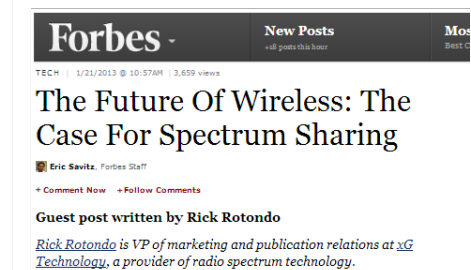 Forbes
New Posts
+18 posts this hour
Mos
Best C
TECH | 1/21/2013 @ 10:57AM | 3,659 views
The Future Of Wireless: The
Case For Spectrum Sharing
Eric Savitz, Forbes Staff
+ Comment Now +Follow Comments
Guest post written by Rick Rotondo
Rick Rotondo is VP of marketing and publication relations at xG
Technology, a provider of radio spectrum technology.